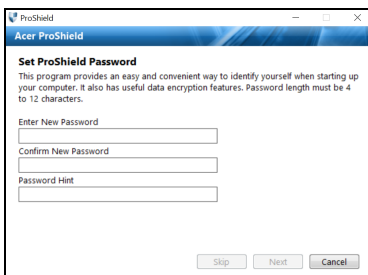 ProShield
Acer ProShield
Set ProShield Password
This program provides an easy and convenient way to identify yourself when starting up
your computer. It also has useful data encryption features. Password length must be 4
to 12 characters.
Enter New Password
Confirm New Password
Password Hint
Skip Next Cancel